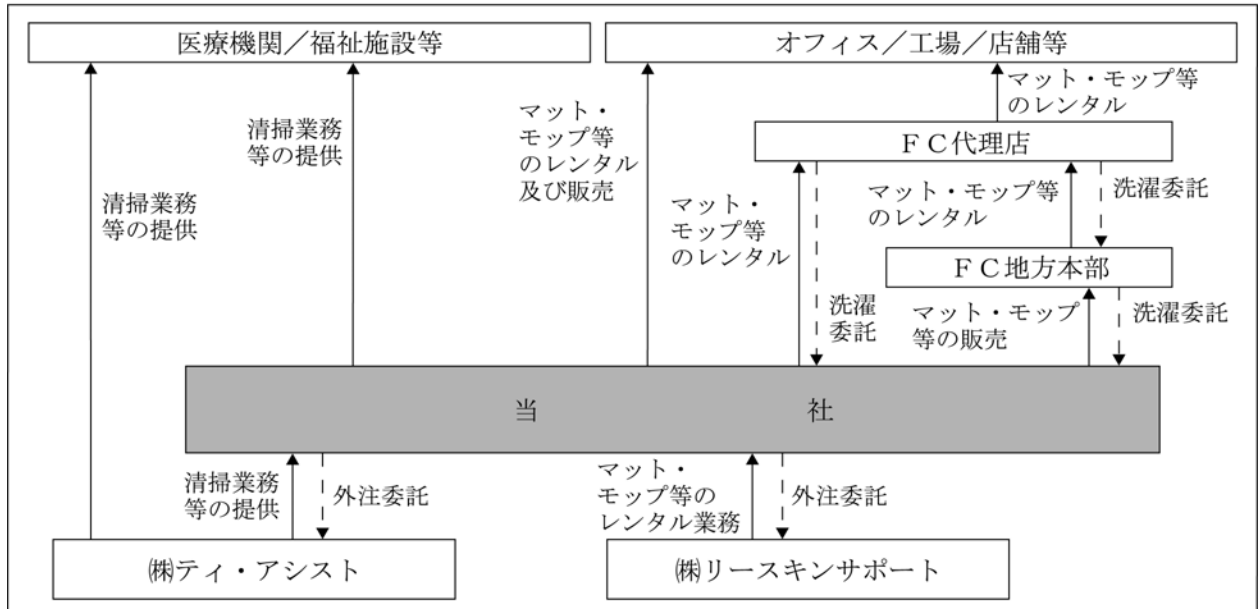 医療機関／福祉施設等
オフィス／工場／店舗等
マット・モップ等
のレンタル
清掃業務
等の提供
マット・
モップ等
のレンタル
及び販売
ＦＣ代理店
清掃業務
等の提供
マット・
モップ等
のレンタル
マット・モップ等
のレンタル
洗濯委託
ＦＣ地方本部
洗濯
委託
マット・モップ
等の販売
洗濯委託
当社
清掃業務
等の提供
外注委託
マット・
モップ等の
レンタル業務
外注委託
㈱ティ・アシスト
㈱リースキンサポート